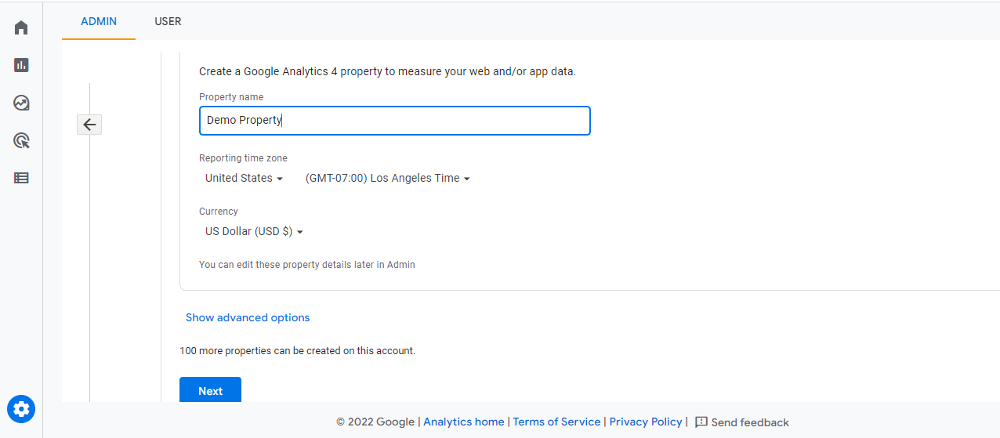 ADMIN USER
Create a Google Analytics 4 property to measure your web and/or app data.
Property name
Demo Property
Reporting time zone
United States (GMT-07:00) Los Angeles Time
Currency
US Dollar (USD $)
You can edit these property details later in Admin
Show advanced options
100 more properties can be created on this account.
Next
© 2022 Google | Analytics home | Terms of Service | Privacy Policy | Send feedback